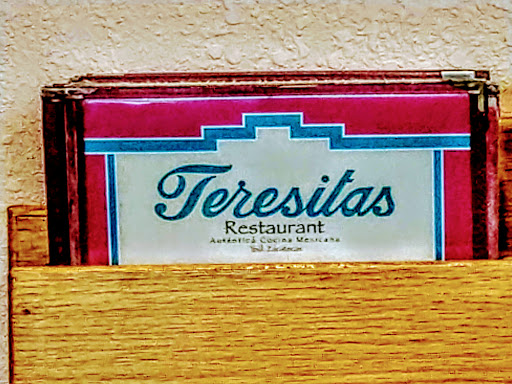 Teresitas
Restaurant
Auténtica Cocina Mexicana